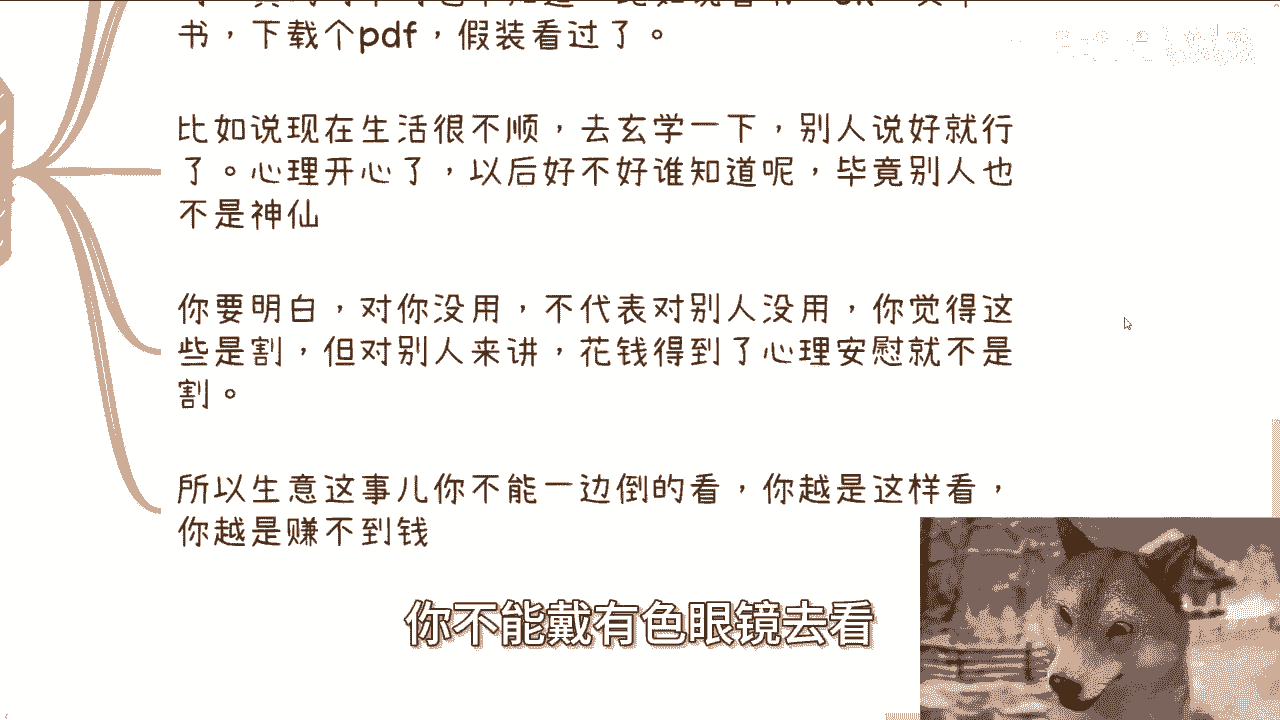 书，下载个pdf，假装看过了。
比如说现在生活很不顺，去玄学一下，别人说好就行
了。心理开心了，以后好不好谁知道呢，毕竟别人也
不是神仙
你要明白，对你没用，不代表对别人没用，你觉得这
些是割，但对别人来讲，花钱得到了心理安慰就不是
割。
所以生意这事儿你不能一边倒的看，你越是这样看，
你越是赚不到钱
你不能戴有色眼镜去看